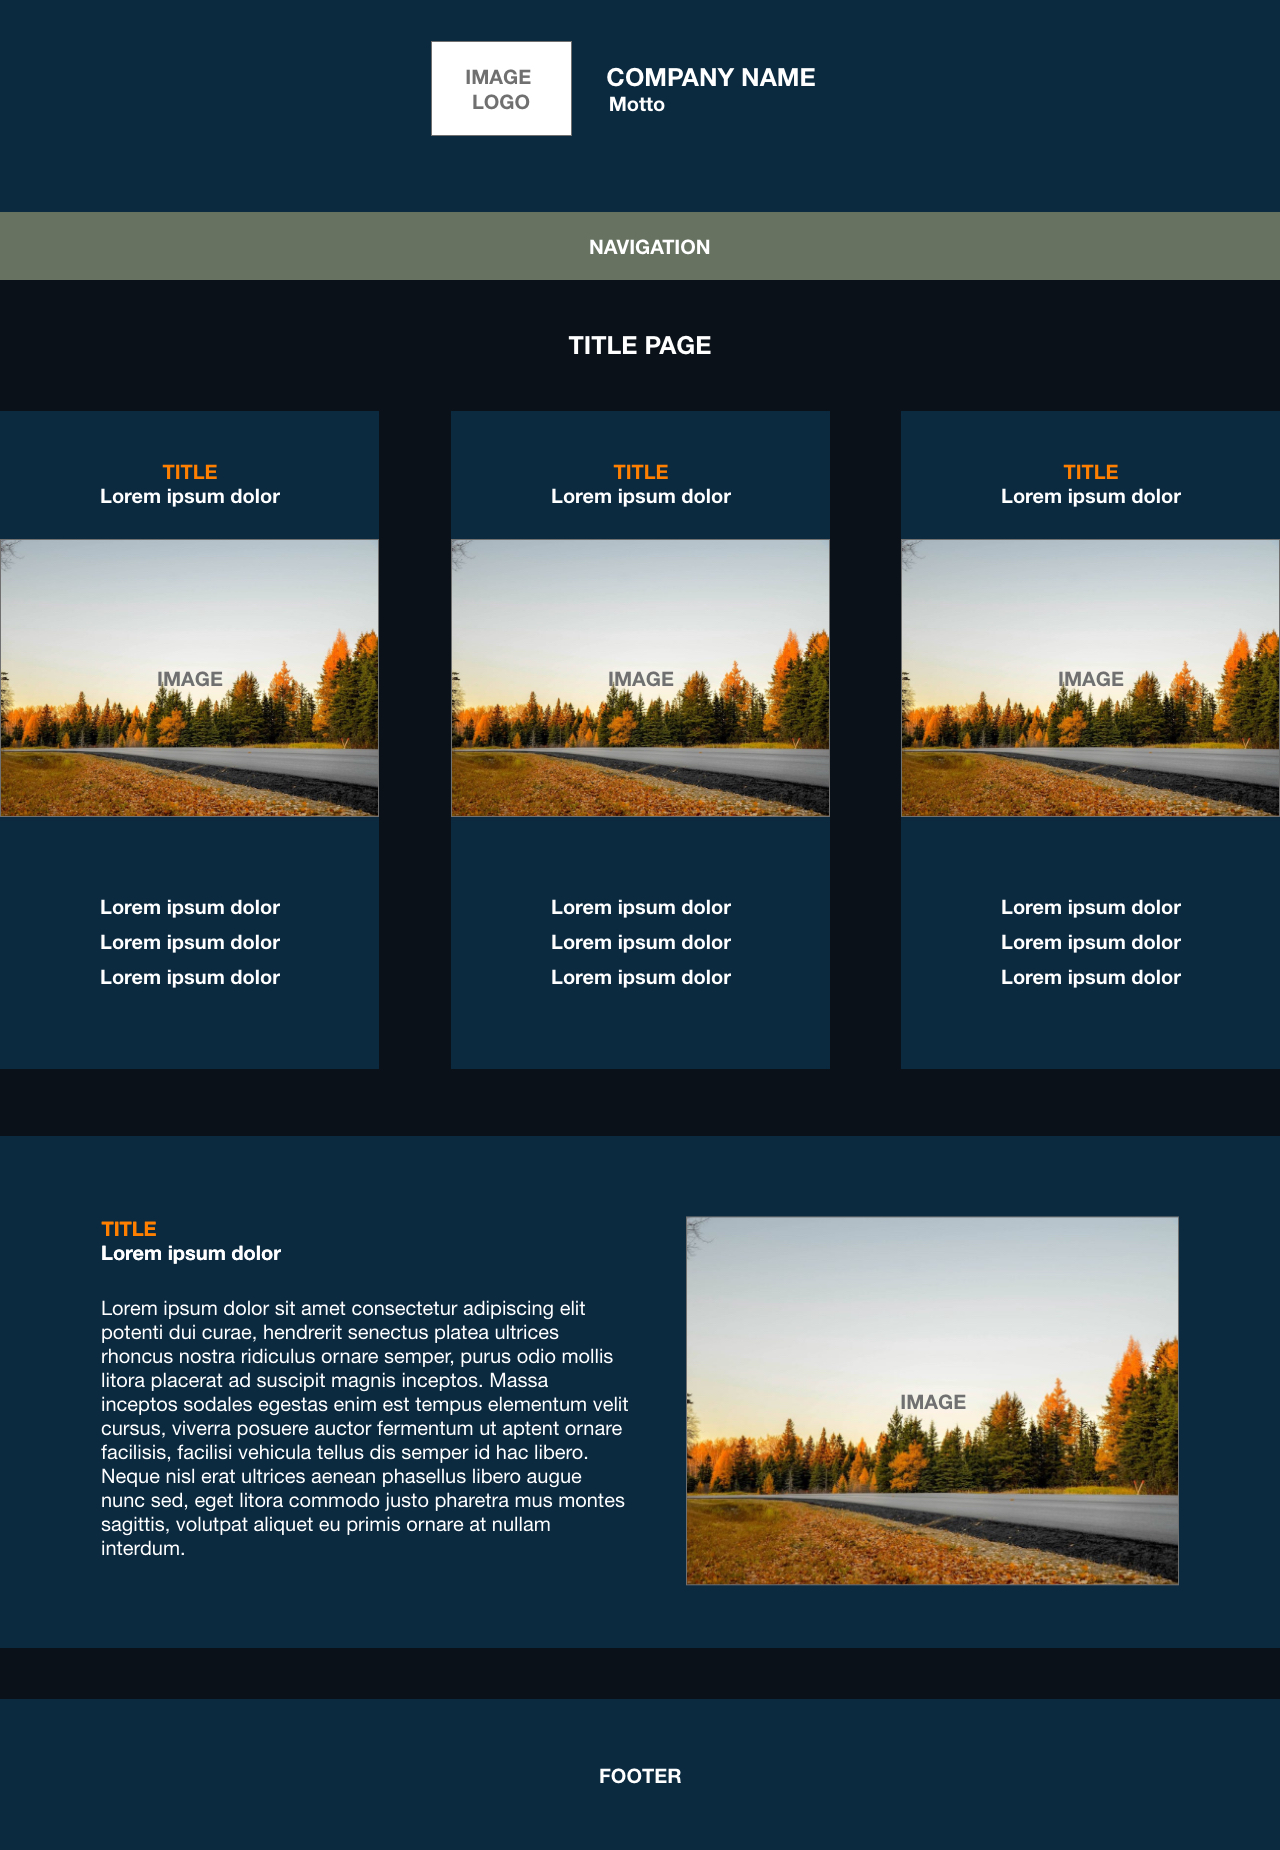 IMAGE
LOGO
COMPANY NAME
Motto
NAVIGATION
TITLE PAGE
TITLE
Lorem ipsum dolor
IMAGE
Lorem ipsum dolor
Lorem ipsum dolor
Lorem ipsum dolor
TITLE
Lorem ipsum dolor
IMAGE
Lorem ipsum dolor
Lorem ipsum dolor
Lorem ipsum dolor
TITLE
Lorem ipsum dolor
IMAGE
Lorem ipsum dolor
Lorem ipsum dolor
Lorem ipsum dolor
TITLE
Lorem ipsum dolor
Lorem ipsum dolor sit amet consectetur adipiscing elit
potenti dui curae, hendrerit senectus platea ultrices
rhoncus nostra ridiculus ornare semper, purus odio mollis
litora placerat ad suscipit magnis inceptos. Massa
inceptos sodales egestas enim est tempus elementum velit
cursus, viverra posuere auctor fermentum ut aptent ornare
facilisis, facilisi vehicula tellus dis semper id hac libero.
Neque nisl erat ultrices aenean phasellus libero augue
nunc sed, eget litora commodo justo pharetra mus montes
sagittis, volutpat aliquet eu primis ornare at nullam
interdum.
IMAGE
FOOTER